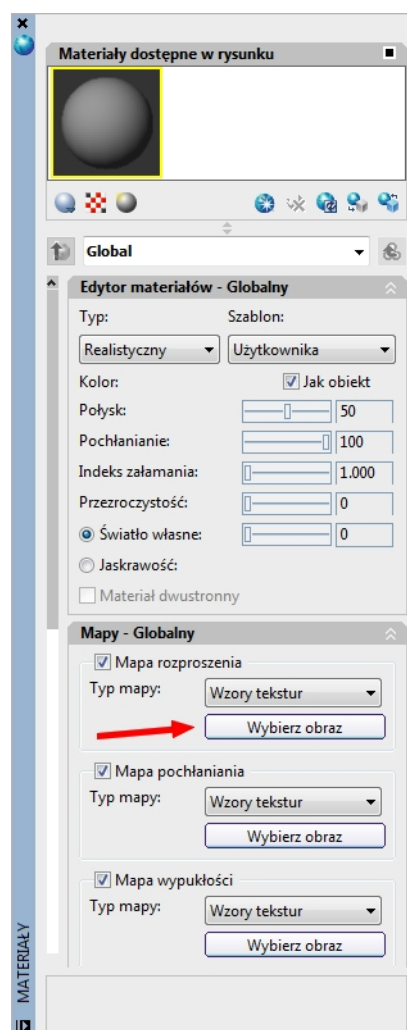 Materiały dostępne w rysunku
Global
Edytor materiałów - Globalny
Typ: Szablon:
Realistyczny Użytkownika
Kolor: Jak obiekt
Połysk: 50
Pochłanianie: 100
Indeks załamania: 1.000
Przezroczystość: 0
Światło własne: 0
Jaskrawość:
Materiał dwustronny
Mapy - Globalny
Mapa rozproszenia
Typ mapy: Wzory tekstur
Wybierz obraz
Mapa pochłaniania
Typ mapy: Wzory tekstur
Wybierz obraz
Mapa wypukłości
Typ mapy: Wzory tekstur
Wybierz obraz
MATERIAŁY